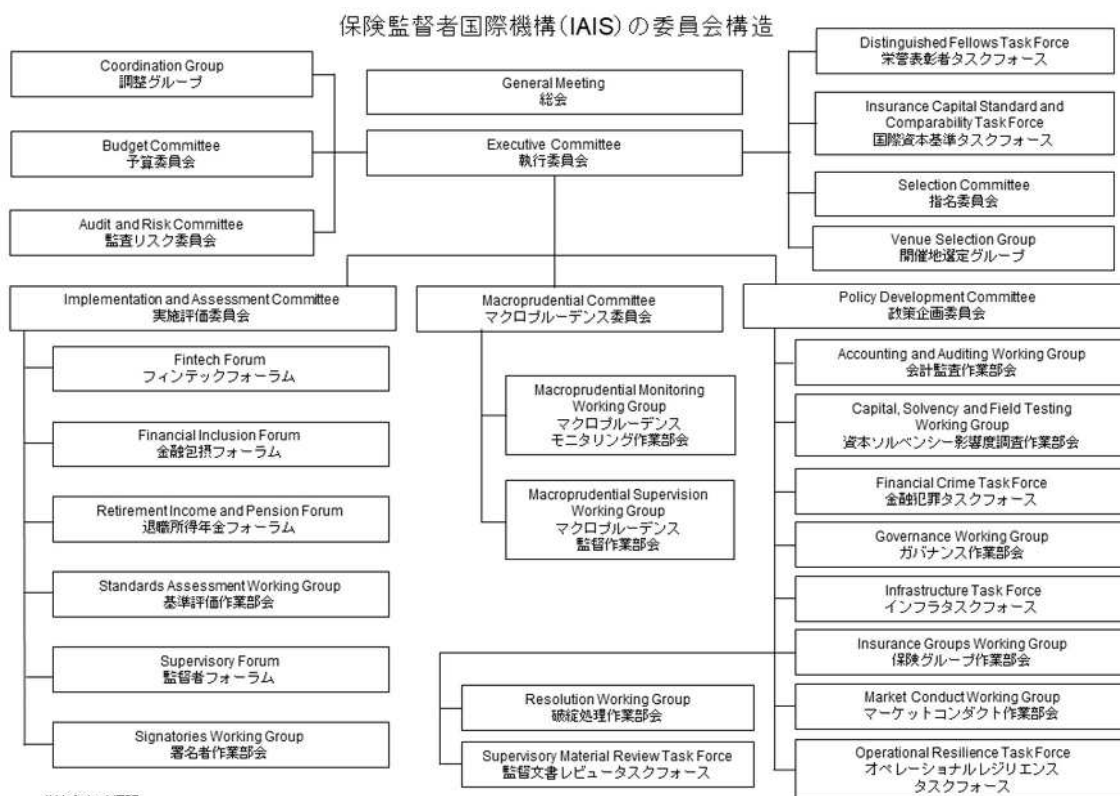 保険監督者国際機構(IAIS)の委員会構造
Coordination Group
調整グループ
Budget Committee
予算委員会
Audit and Risk Committee
監査リスク委員会
General Meeting
総会
Executive Committee
執行委員会
Distinguished Fellows Task Force
栄誉表彰者タスクフォース
Insurance Capital Standard and
Comparability Task Force
国際資本基準タスクフォース
Selection Committee
指名委員会
Venue Selection Group
開催地選定グループ
Implementation and Assessment Committee
実施評価委員会
Fintech Forum
フィンテックフォーラム
Financial Inclusion Forum
金融包摂フォーラム
Retirement Income and Pension Forum
退職所得年金フォーラム
Standards Assessment Working Group
基準評価作業部会
Supervisory Forum
監督者フォーラム
Signatories Working Group
署名者作業部会
Macroprudential Committee
マクロプルーデンス委員会
Macroprudential Monitoring
Working Group
マクロプルーデンス
モニタリング作業部会
Macroprudential Supervision
Working Group
マクロプルーデンス
監督作業部会
Policy Development Committee
政策企画委員会
Accounting and Auditing Working Group
会計監査作業部会
Capital, Solvency and Field Testing
Working Group
資本ソルベンシー影響度調査作業部会
Financial Crime Task Force
金融犯罪タスクフォース
Governance Working Group
ガバナンス作業部会
Infrastructure Task Force
インフラタスクフォース
Insurance Groups Working Group
保険グループ作業部会
Market Conduct Working Group
マーケットコンダクト作業部会
Operational Resilience Task Force
オペレーショナルレジリエンス
タスクフォース
Resolution Working Group
破綻処理作業部会
Supervisory Material Review Task Force
監督文書レビュータスクフォース